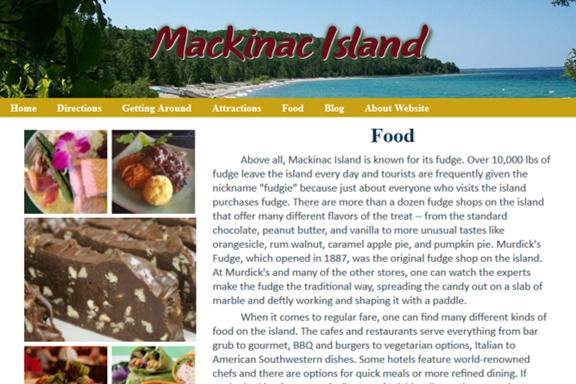 Mackinac Island
Home Directions Getting Around Attractions Food Blog About Website
Food
Above all, Mackinac Island is known for its fudge. Over 10,000 lbs of
fudge leave the island every day and tourists are frequently given the
nickname "fudgie" because just about everyone who visits the island
purchases fudge. There are more than a dozen fudge shops on the island
that offer many different flavors of the treat -- from the standard
chocolate, peanut butter, and vanilla to more unusual tastes like
orangesicle, rum walnut, caramel apple pie, and pumpkin pie. Murdick's
Fudge, which opened in 1887, was the original fudge shop on the island.
At Murdick's and many of the other stores, one can watch the experts
make the fudge the traditional way, spreading the candy out on a slab of
marble and deftly working and shaping it with a paddle.
When it comes to regular fare, one can find many different kinds of
food on the island. The cafes and restaurants serve everything from bar
grub to gourmet, BBQ and burgers to vegetarian options, Italian to
American Southwestern dishes. Some hotels feature world-renowned
chefs and there are options for quick meals or more refined dining. If